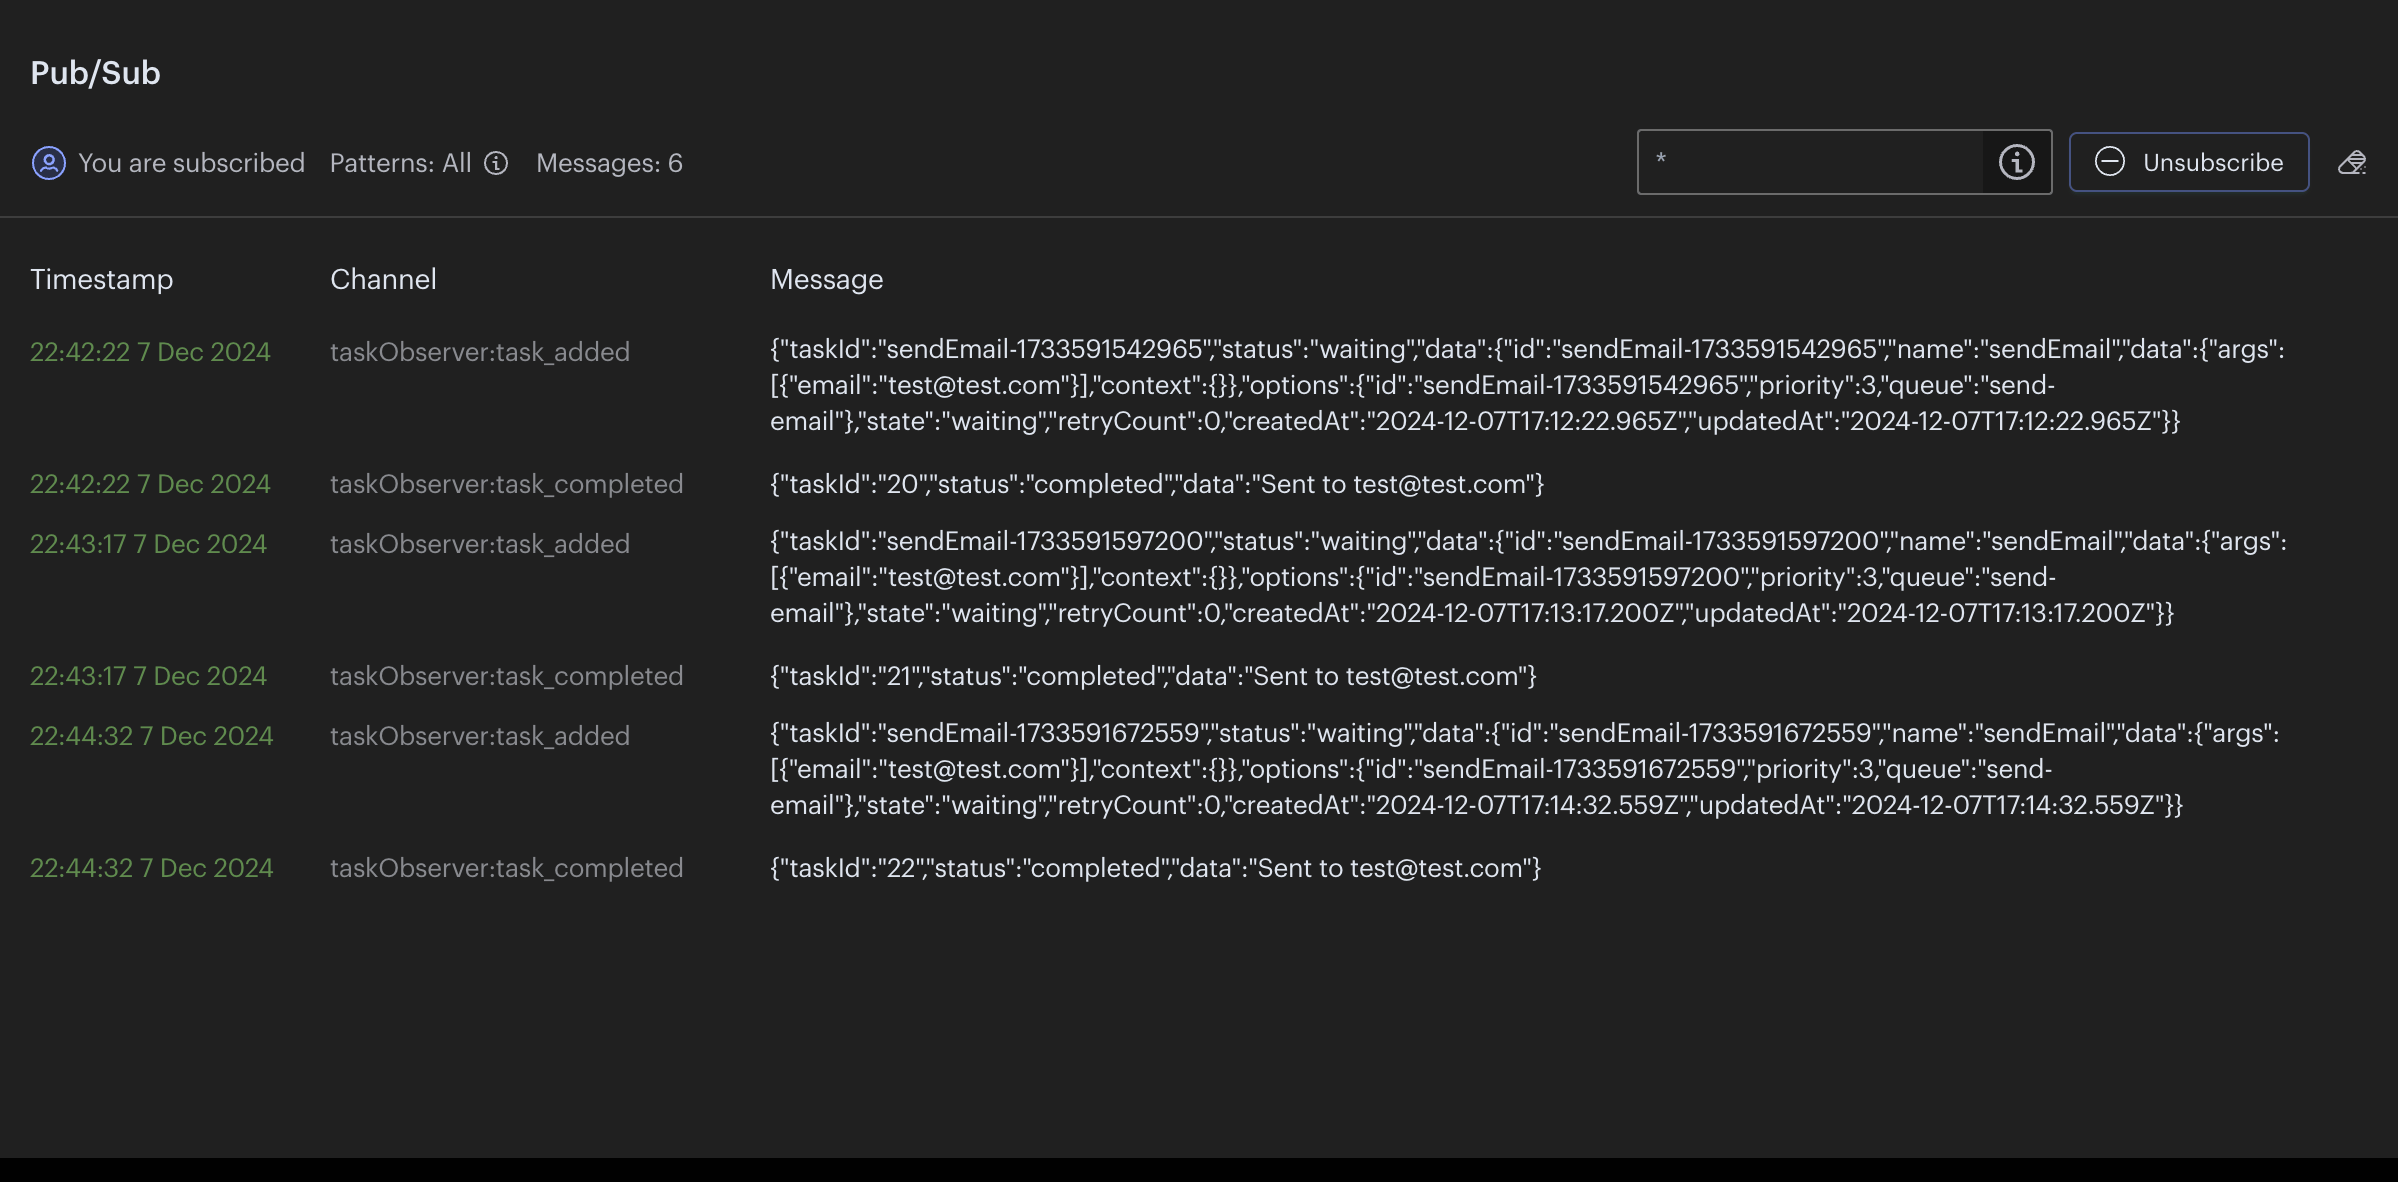 Pub/Sub
You are subscribed Patterns: All Messages: 6
*
Unsubscribe
Timestamp Channel Message
22:42:22 7 Dec 2024 taskObserver:task_added {"taskId":"sendEmail-1733591542965","status":"waiting","data":{"id":"sendEmail-1733591542965","name":"sendEmail","data":{"args":
[{"email":"test@test.com"}],"context":{}},"options":{"id":"sendEmail-1733591542965","priority":3,"queue":"send-
email"},"state":"waiting","retryCount":0,"createdAt":"2024-12-07T17:12:22.965Z","updatedAt":"2024-12-07T17:12:22.965Z"}}
22:42:22 7 Dec 2024 taskObserver:task_completed {"taskId":"20","status":"completed","data":"Sent to test@test.com"}
22:43:17 7 Dec 2024 taskObserver:task_added {"taskId":"sendEmail-1733591597200","status":"waiting","data":{"id":"sendEmail-1733591597200","name":"sendEmail","data":{"args":
[{"email":"test@test.com"}],"context":{}},"options":{"id":"sendEmail-1733591597200","priority":3,"queue":"send-
email"},"state":"waiting","retryCount":0,"createdAt":"2024-12-07T17:13:17.200Z","updatedAt":"2024-12-07T17:13:17.200Z"}}
22:43:17 7 Dec 2024 taskObserver:task_completed {"taskId":"21","status":"completed","data":"Sent to test@test.com"}
22:44:32 7 Dec 2024 taskObserver:task_added {"taskId":"sendEmail-1733591672559","status":"waiting","data":{"id":"sendEmail-1733591672559","name":"sendEmail","data":{"args":
[{"email":"test@test.com"}],"context":{}},"options":{"id":"sendEmail-1733591672559","priority":3,"queue":"send-
email"},"state":"waiting","retryCount":0,"createdAt":"2024-12-07T17:14:32.559Z","updatedAt":"2024-12-07T17:14:32.559Z"}}
22:44:32 7 Dec 2024 taskObserver:task_completed {"taskId":"22","status":"completed","data":"Sent to test@test.com"}